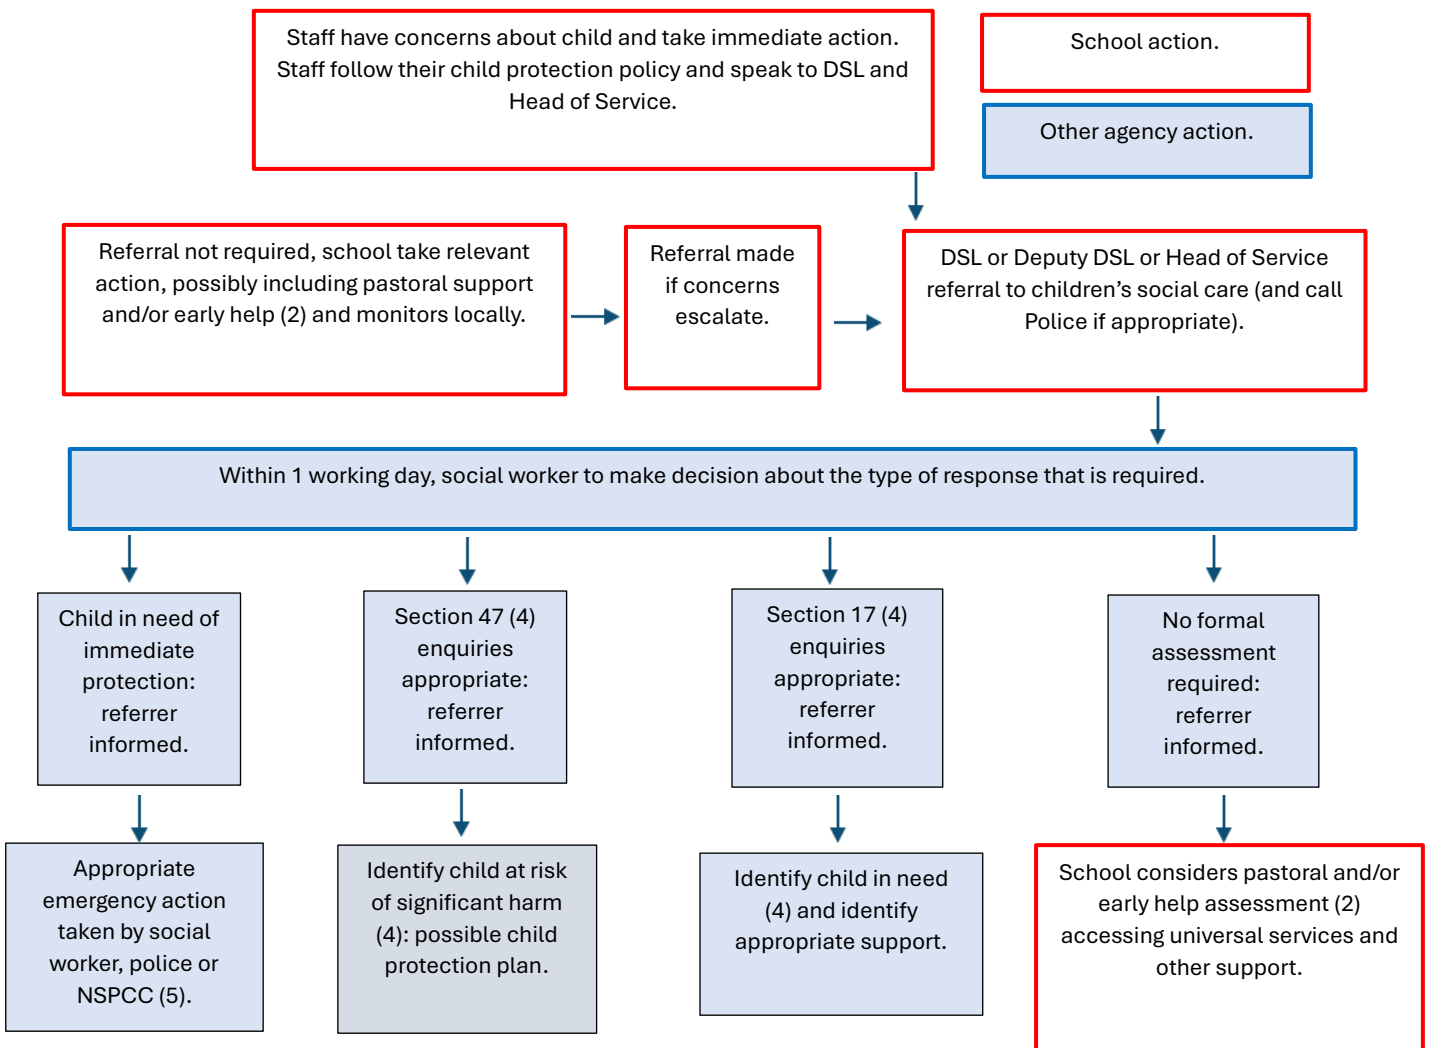 Staff have concerns about child and take immediate action.
Staff follow their child protection policy and speak to DSL and
Head of Service.
School action.
Other agency action.
Referral not required, school take relevant
action, possibly including pastoral support
and/or early help (2) and monitors locally.
Referral made
if concerns
escalate.
DSL or Deputy DSL or Head of Service
referral to children’s social care (and call
Police if appropriate).
Within 1 working day, social worker to make decision about the type of response that is required.
Child in need of
immediate
protection:
referrer
informed.
Section 47 (4)
enquiries
appropriate:
referrer
informed.
Section 17 (4)
enquiries
appropriate:
referrer
informed.
No formal
assessment
required:
referrer
informed.
Appropriate
emergency action
taken by social
worker, police or
NSPCC (5).
Identify child at risk
of significant harm
(4): possible child
protection plan.
Identify child in need
(4) and identify
appropriate support.
School considers pastoral and/or
early help assessment (2)
accessing universal services and
other support.